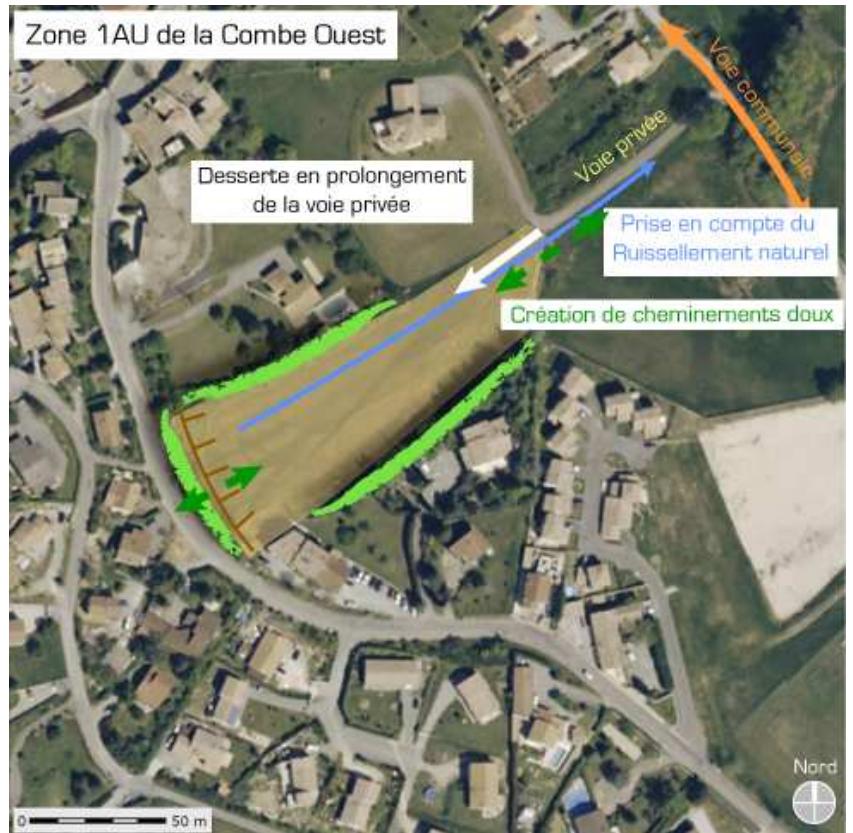 Zone 1AU de la Combe Ouest
Voie communale
Voie privée
Desserte en prolongement
de la voie privée
Prise en compte du
Ruissellement naturel
Création de cheminements doux
Nord
0 50 m